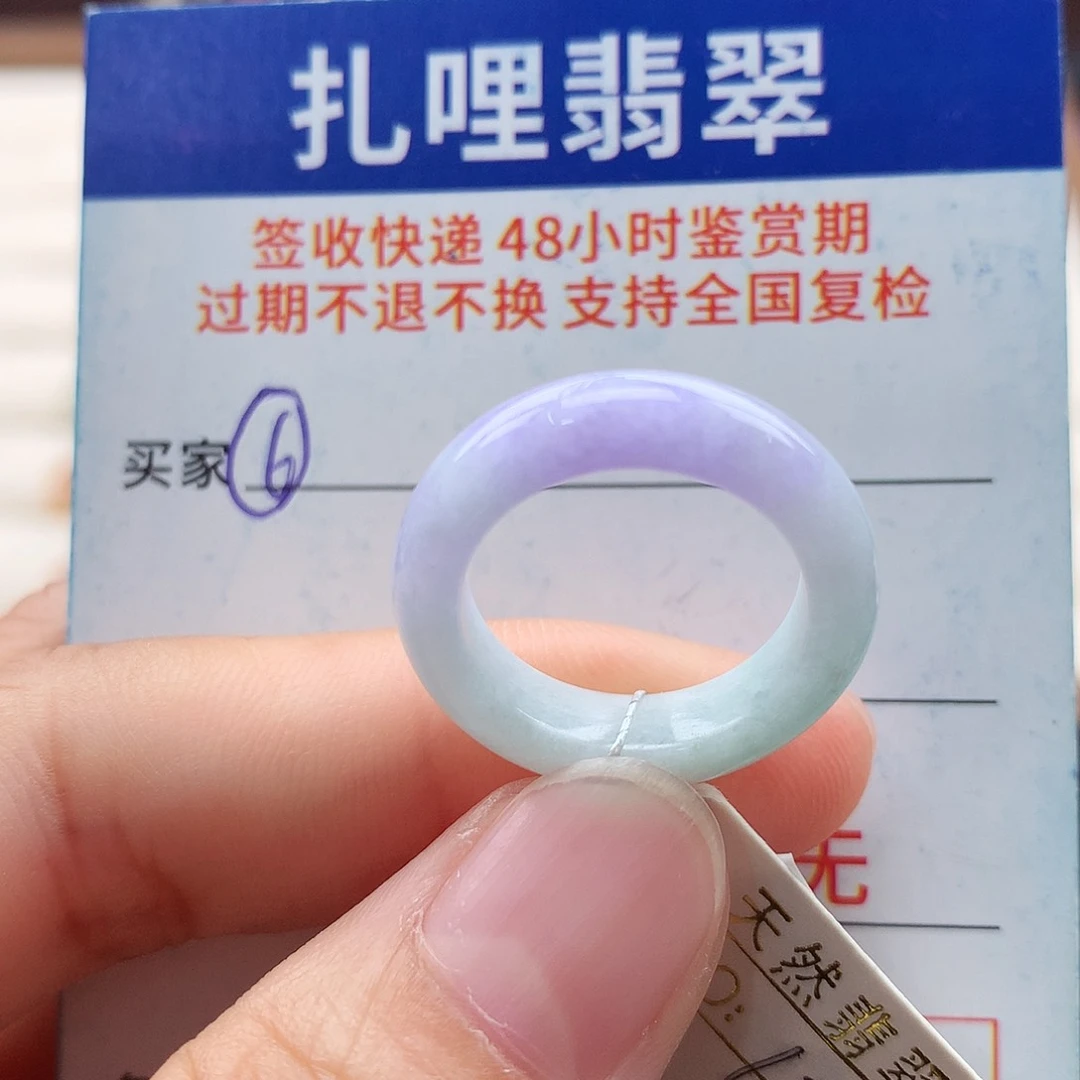 扎哩翡翠
签收快递 48小时鉴赏期
过期不退不换 支持全国复检
买家 6
无
天然翡翠